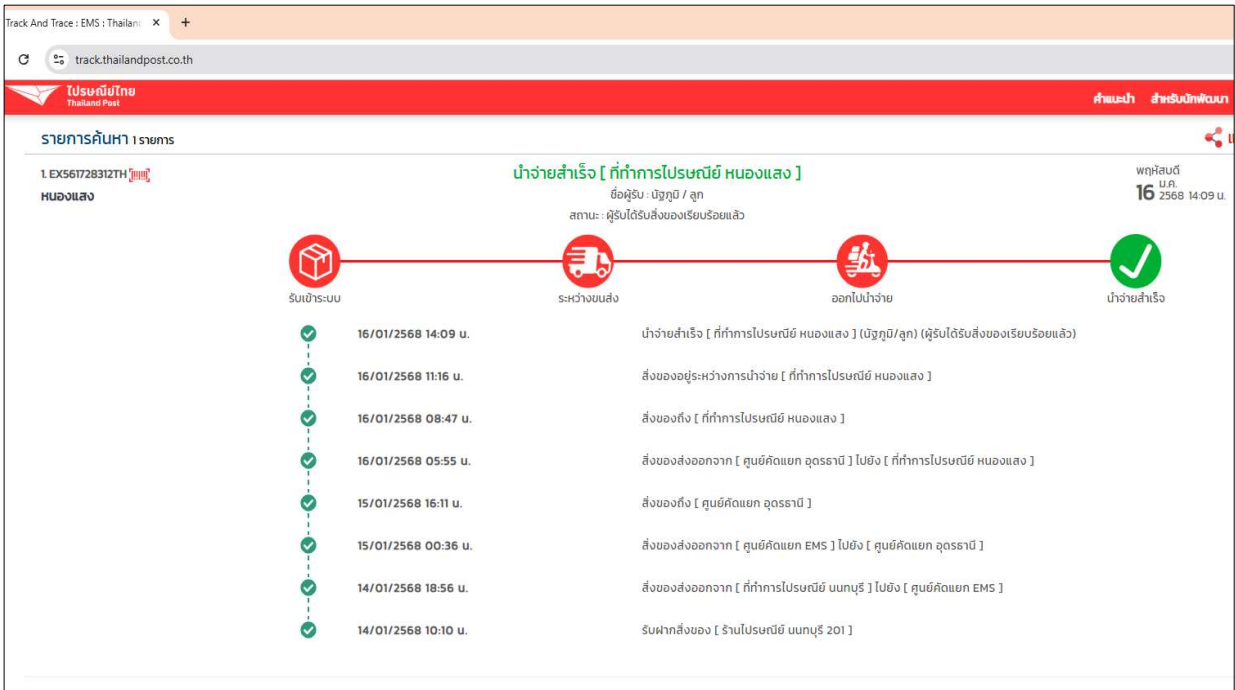 Track And Trace : EMS : Thailan
track.thailandpost.co.th
ไปรษณีย์ไทย
Thailand Post
คำแนะนำ สำหรับนักพัฒนา
รายการค้นหา 1 รายการ
1. EX561728312TH
หนองแสง
นำจ่ายสำเร็จ [ ที่ทำการไปรษณีย์ หนองแสง ]
ชื่อผู้รับ : นัฐภูมิ / ลูก
สถานะ : ผู้รับได้รับสิ่งของเรียบร้อยแล้ว
พฤหัสบดี
16 ม.ค. 2568 14:09 น.
รับเข้าระบบ ระหว่างขนส่ง ออกไปนำจ่าย นำจ่ายสำเร็จ
16/01/2568 14:09 น. นำจ่ายสำเร็จ [ ที่ทำการไปรษณีย์ หนองแสง ] (นัฐภูมิ/ลูก) (ผู้รับได้รับสิ่งของเรียบร้อยแล้ว)
16/01/2568 11:16 น. สิ่งของอยู่ระหว่างการนำจ่าย [ ที่ทำการไปรษณีย์ หนองแสง ]
16/01/2568 08:47 น. สิ่งของถึง [ ที่ทำการไปรษณีย์ หนองแสง ]
16/01/2568 05:55 น. สิ่งของส่งออกจาก [ ศูนย์คัดแยก อุดรธานี ] ไปยัง [ ที่ทำการไปรษณีย์ หนองแสง ]
15/01/2568 16:11 น. สิ่งของถึง [ ศูนย์คัดแยก อุดรธานี ]
15/01/2568 00:36 น. สิ่งของส่งออกจาก [ ศูนย์คัดแยก EMS ] ไปยัง [ ศูนย์คัดแยก อุดรธานี ]
14/01/2568 18:56 น. สิ่งของส่งออกจาก [ ที่ทำการไปรษณีย์ นนทบุรี ] ไปยัง [ ศูนย์คัดแยก EMS ]
14/01/2568 10:10 น. รับฝากสิ่งของ [ ร้านไปรษณีย์ นนทบุรี 201 ]